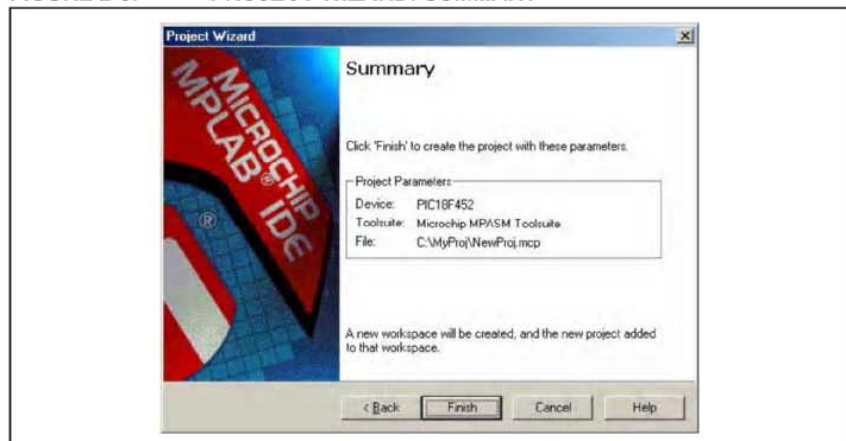 Project Wizard
MICROCHIP
MPLAB® IDE
®
Summary
Click 'Finish' to create the project with these parameters.
Project Parameters
Device: PIC18F452
Toolsuite: Microchip MPASM Toolsuite
File: C:\MyProj\NewProj.mcp
A new workspace will be created, and the new project added
to that workspace.
< Back Finish Cancel Help